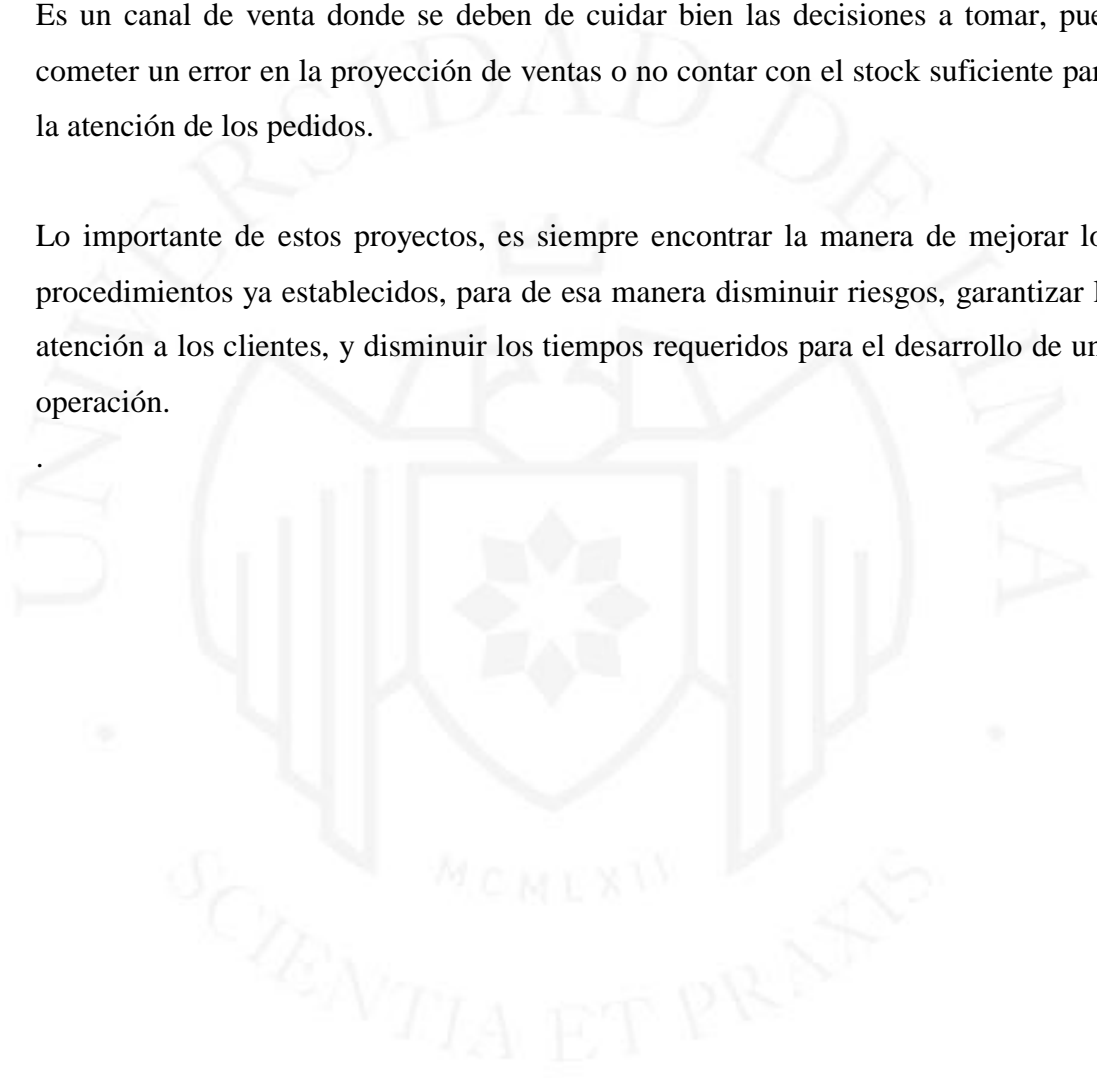 Es un canal de venta donde se deben de cuidar bien las decisiones a tomar, pue
cometer un error en la proyección de ventas o no contar con el stock suficiente par
la atención de los pedidos.
Lo importante de estos proyectos, es siempre encontrar la manera de mejorar lo
procedimientos ya establecidos, para de esa manera disminuir riesgos, garantizar l
atención a los clientes, y disminuir los tiempos requeridos para el desarrollo de un
operación.
.
UNIVERSIDAD DE LIMA
MCMLXII
SCIENTIA ET PRAXIS